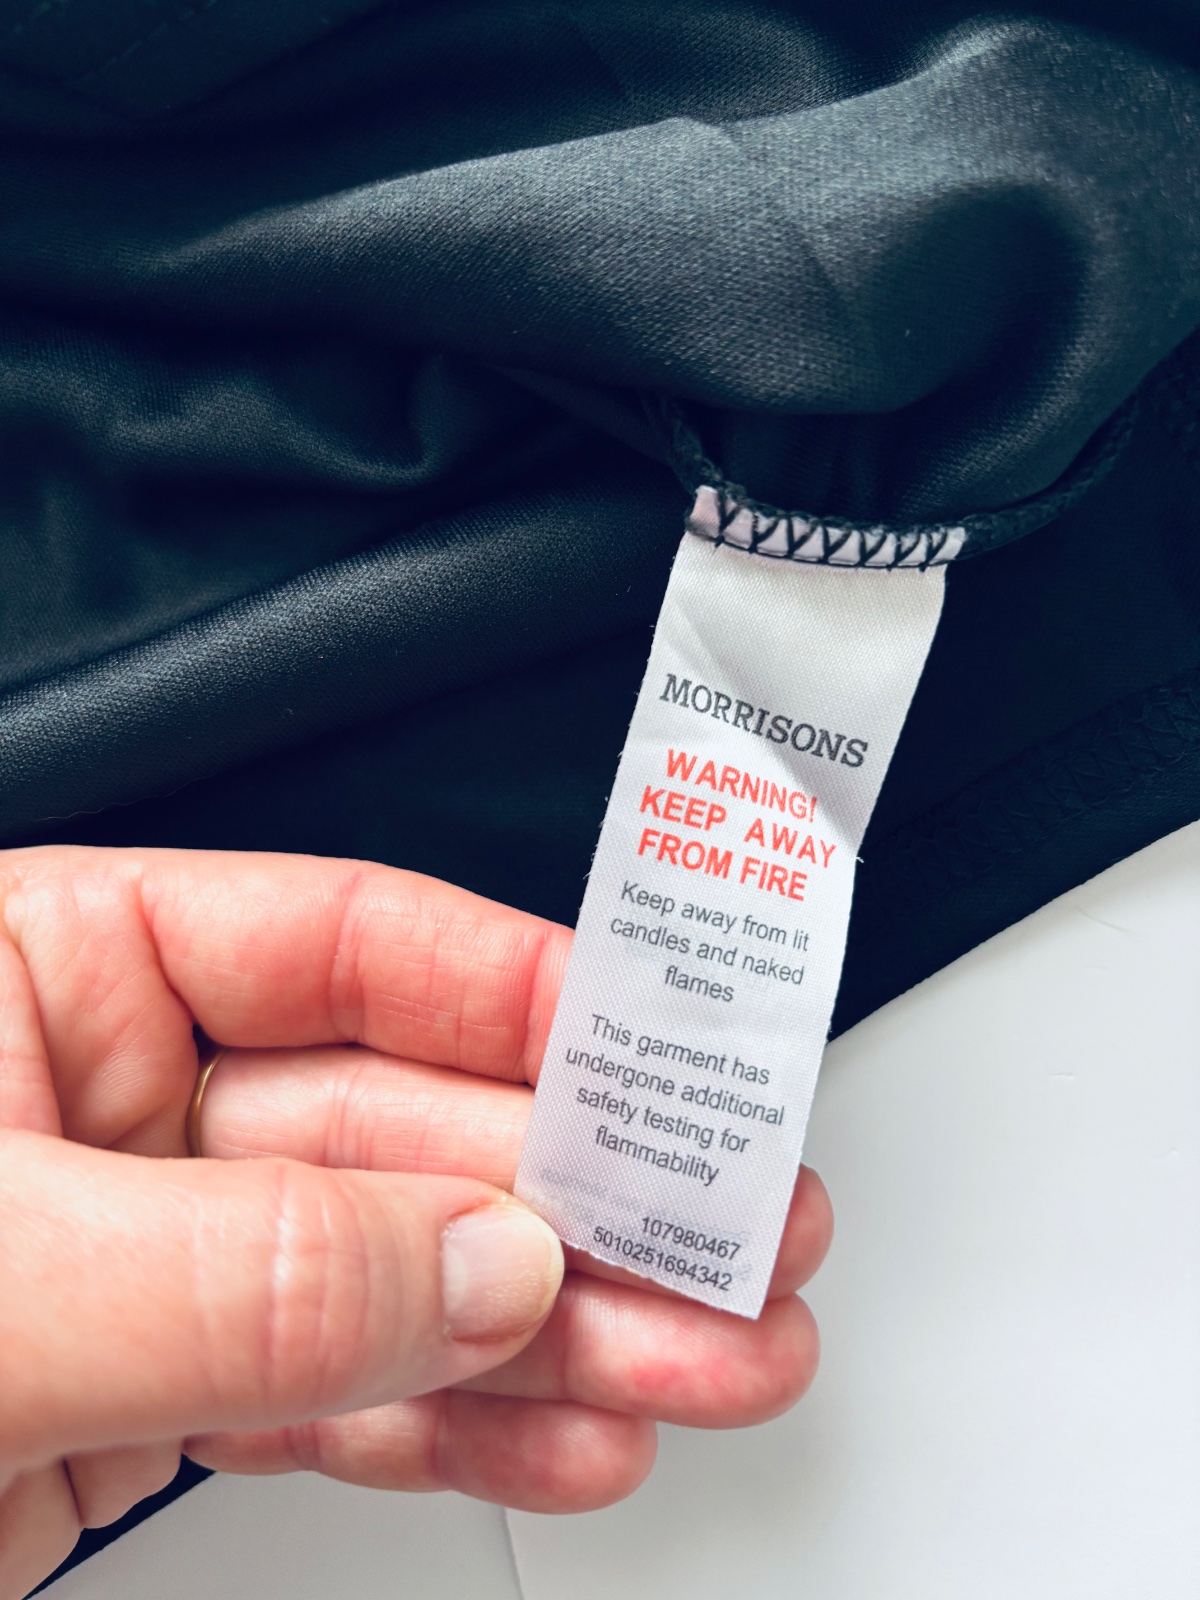 MORRISONS
WARNING!
KEEP AWAY
FROM FIRE
Keep away from lit
candles and naked
flames
This garment has
undergone additional
safety testing for
flammability
107980467
5010251694342